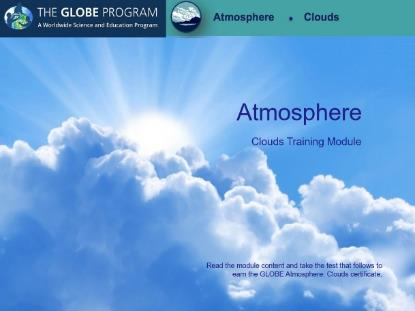 THE GLOBE PROGRAM
A Worldwide Science and Education Program
Atmosphere • Clouds
Atmosphere
Clouds Training Module
Read the module content and take the test that follows to
earn the GLOBE Atmosphere: Clouds certificate.